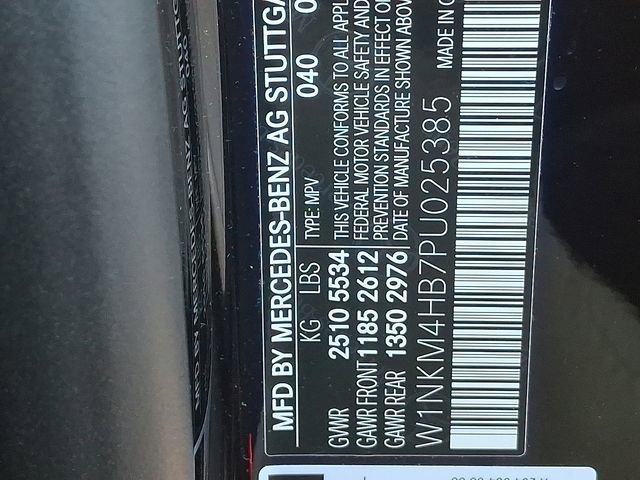 MFD BY MERCEDES-BENZ AG STUTTGA
KG LBS 040 0
GVWR 2510 5534 TYPE: MPV
GAWR FRONT 1185 2612
GAWR REAR 1350 2976
THIS VEHICLE CONFORMS TO ALL APPL
FEDERAL MOTOR VEHICLE SAFETY AND
PREVENTION STANDARDS IN EFFECT O
DATE OF MANUFACTURE SHOWN ABOV
W1NKM4HB7PU025385 MADE IN